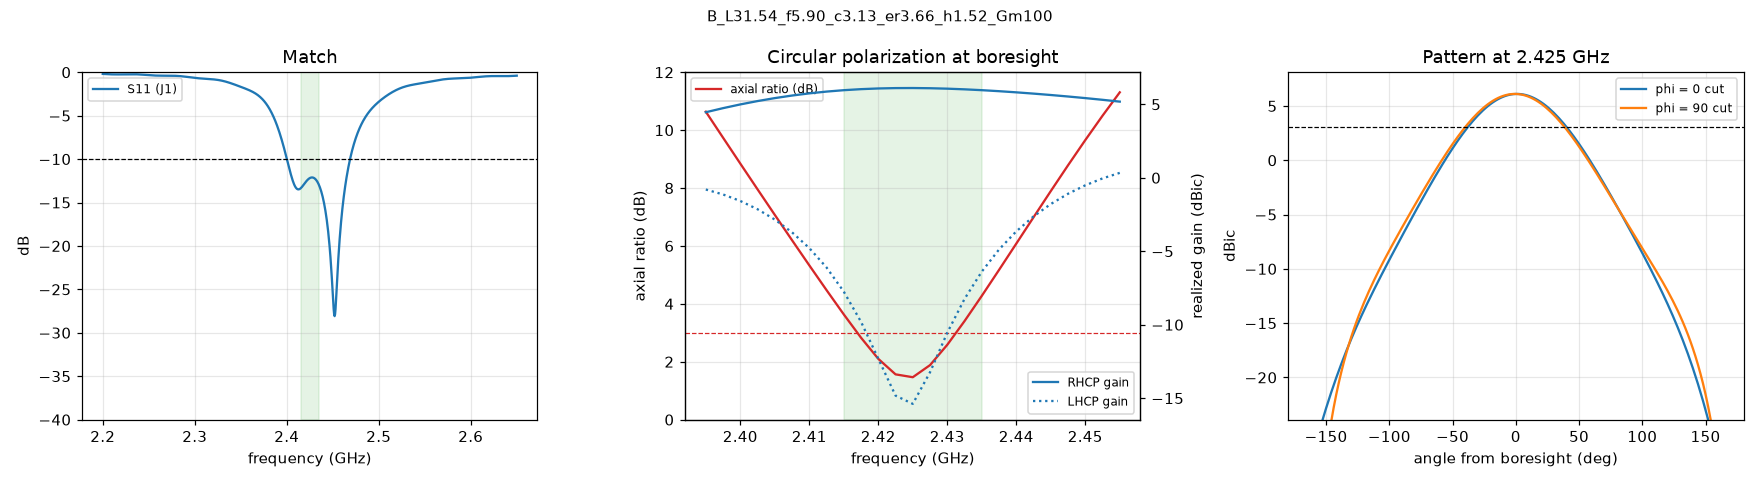 B_L31.54_f5.90_c3.13_er3.66_h1.52_Gm100
Match
S11 (J1)
0
−5
−10
−15
−20
−25
−30
−35
−40
dB
2.2
2.3
2.4
2.5
2.6
frequency (GHz)
Circular polarization at boresight
axial ratio (dB)
12
10
8
6
4
2
0
axial ratio (dB)
5
0
−5
−10
−15
realized gain (dBic)
RHCP gain
LHCP gain
2.40
2.41
2.42
2.43
2.44
2.45
frequency (GHz)
Pattern at 2.425 GHz
phi = 0 cut
phi = 90 cut
5
0
−5
−10
−15
−20
dBic
−150
−100
−50
0
50
100
150
angle from boresight (deg)